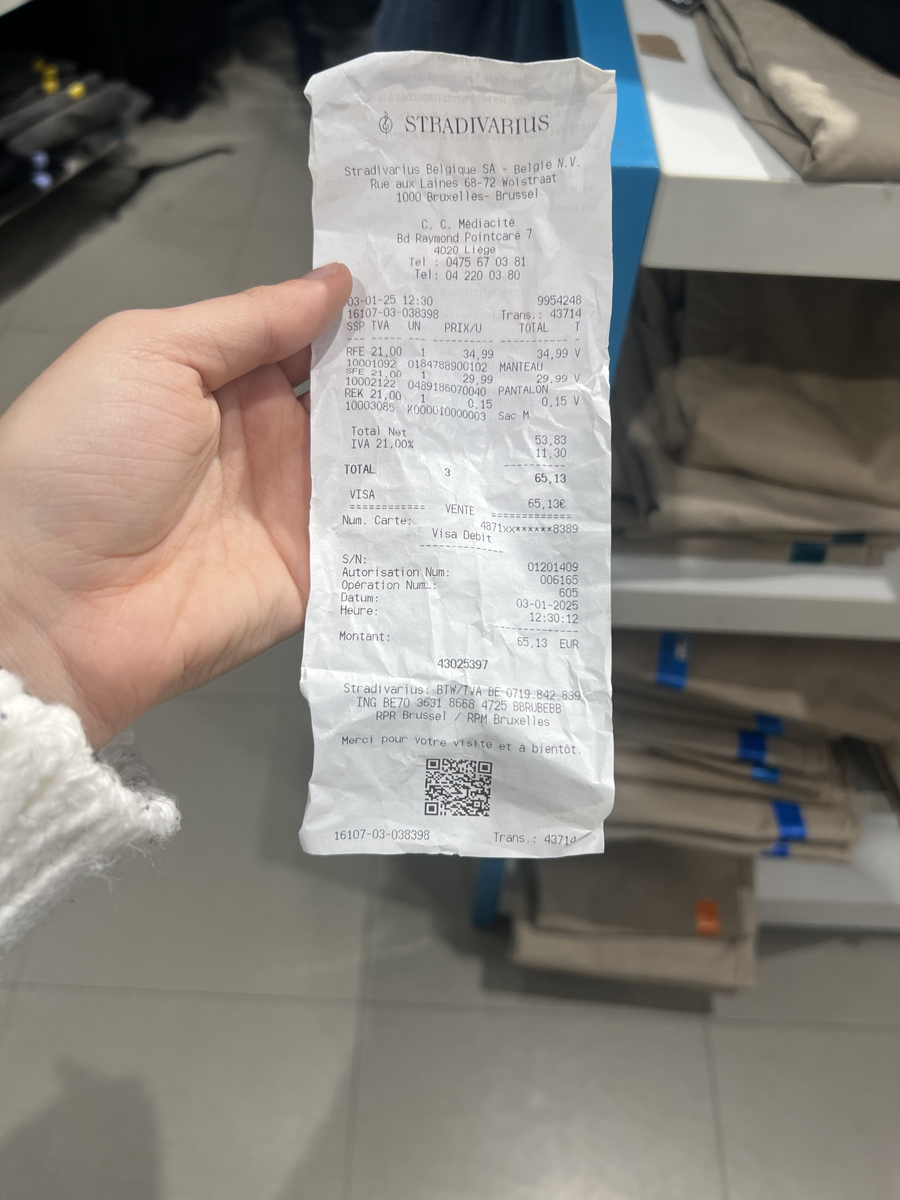 STRADIVARIUS
Stradivarius Belgique SA - België N.V.
Rue aux Laines 68-72 Wolstraat
1000 Bruxelles- Brussel
C. C. Médiacité
Bd Raymond Pointcaré 7
4020 Liège
Tel : 0475 67 03 81
Tel: 04 220 03 80
03-01-25 12:30 9954248
16107-03-038398 Trans.: 43714
SSP TVA UN PRIX/U TOTAL T
RFE 21,00 1 34,99 34,99 V
10001092 0184788900102 MANTEAU
SFE 21,00 1 29,99 29,99 V
10002122 0489186070040 PANTALON
REK 21,00 1 0,15 0,15 V
10003085 K000010000003 Sac M
Total Net 53,83
IVA 21,00% 11,30
TOTAL 3 65,13
VISA 65,13€
============ VENTE ============
Num. Carte: 4871xx******8389
Visa Debit
S/N: 01201409
Autorisation Num: 006165
Opération Num.: 605
Datum: 03-01-2025
Heure: 12:30:12
Montant: 65,13 EUR
43025397
Stradivarius: BTW/TVA BE 0719.842.839
ING BE70 3631 8668 4725 BBRUBEBB
RPR Brussel / RPM Bruxelles
Merci pour votre visite et à bientôt.
16107-03-038398 Trans.: 43714